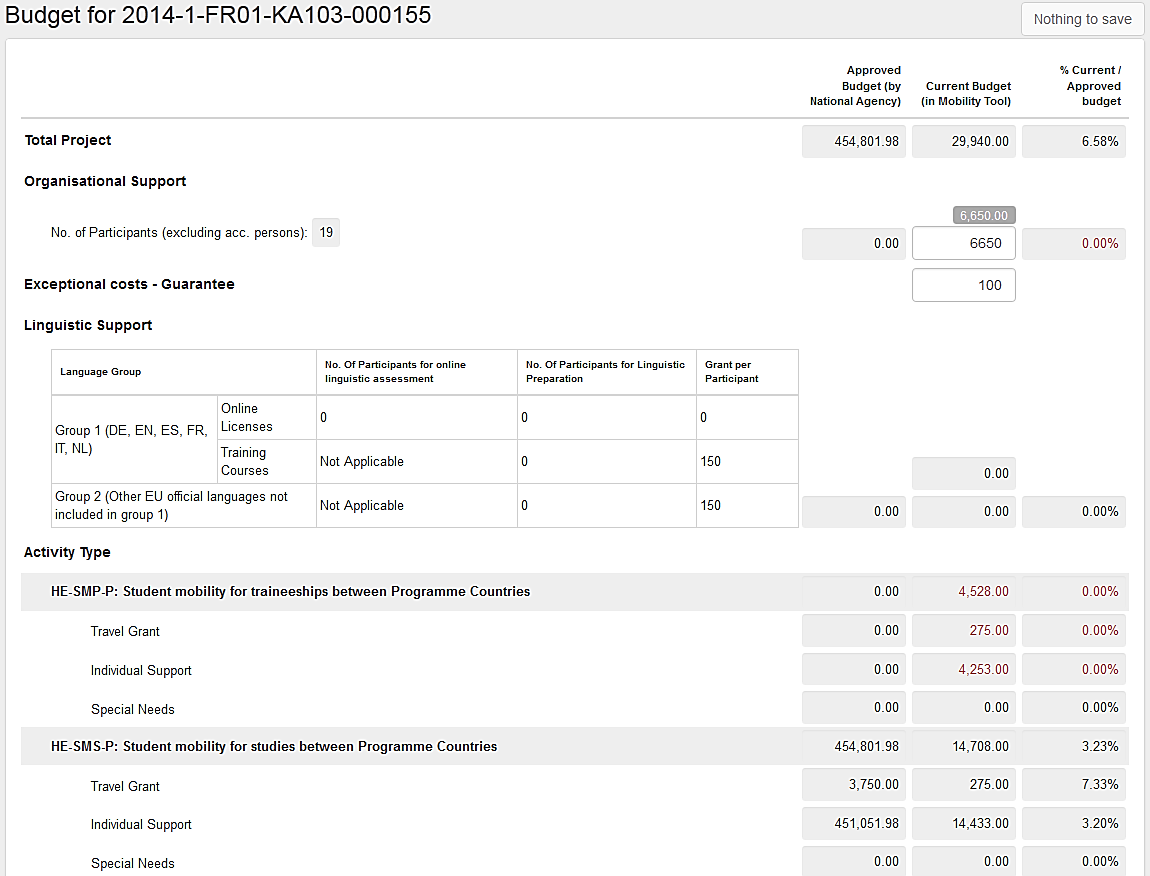 Budget for 2014-1-FR01-KA103-000155
Nothing to save
Approved Budget (by National Agency)
Current Budget (in Mobility Tool)
% Current / Approved budget
Total Project 454,801.98 29,940.00 6.58%
Organisational Support
6,650.00
No. of Participants (excluding acc. persons): 19 0.00 6650 0.00%
Exceptional costs - Guarantee 100
Linguistic Support
Language Group
No. Of Participants for online linguistic assessment
No. Of Participants for Linguistic Preparation
Grant per Participant
Group 1 (DE, EN, ES, FR, IT, NL)
Online Licenses 0 0 0
Training Courses Not Applicable 0 150
0.00
Group 2 (Other EU official languages not included in group 1) Not Applicable 0 150 0.00 0.00 0.00%
Activity Type
HE-SMP-P: Student mobility for traineeships between Programme Countries 0.00 4,528.00 0.00%
Travel Grant 0.00 275.00 0.00%
Individual Support 0.00 4,253.00 0.00%
Special Needs 0.00 0.00 0.00%
HE-SMS-P: Student mobility for studies between Programme Countries 454,801.98 14,708.00 3.23%
Travel Grant 3,750.00 275.00 7.33%
Individual Support 451,051.98 14,433.00 3.20%
Special Needs 0.00 0.00 0.00%